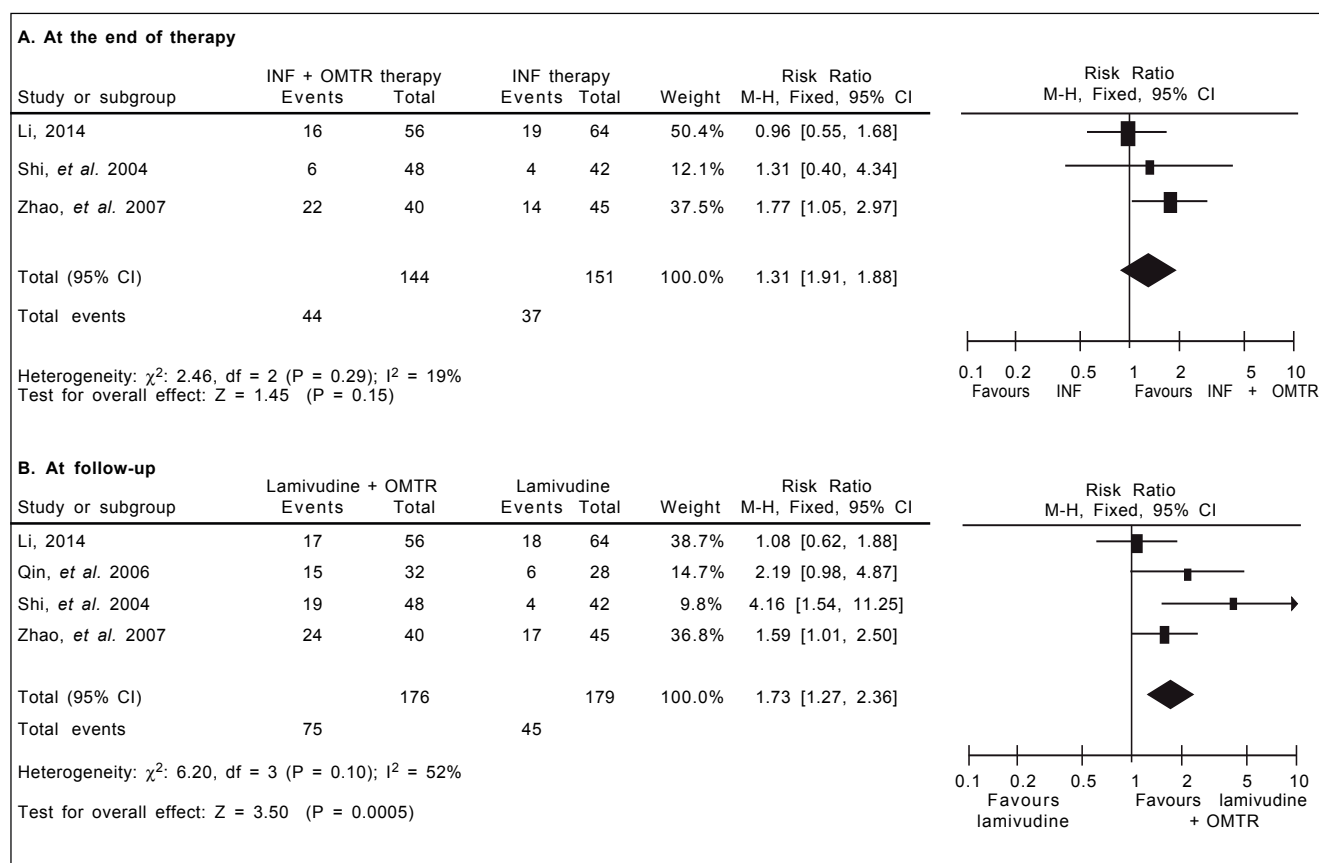 A. At the end of therapy
INF + OMTR therapy INF therapy Risk Ratio Risk Ratio
Study or subgroup Events Total Events Total Weight M-H, Fixed, 95% CI M-H, Fixed, 95% CI
Li, 2014 16 56 19 64 50.4% 0.96 [0.55, 1.68]
Shi, et al. 2004 6 48 4 42 12.1% 1.31 [0.40, 4.34]
Zhao, et al. 2007 22 40 14 45 37.5% 1.77 [1.05, 2.97]
Total (95% CI) 144 151 100.0% 1.31 [1.91, 1.88]
Total events 44 37
Heterogeneity: χ²: 2.46, df = 2 (P = 0.29); I² = 19%
Test for overall effect: Z = 1.45 (P = 0.15)
0.1 0.2 0.5 1 2 5 10
Favours INF Favours INF + OMTR
B. At follow-up
Lamivudine + OMTR Lamivudine Risk Ratio Risk Ratio
Study or subgroup Events Total Events Total Weight M-H, Fixed, 95% CI M-H, Fixed, 95% CI
Li, 2014 17 56 18 64 38.7% 1.08 [0.62, 1.88]
Qin, et al. 2006 15 32 6 28 14.7% 2.19 [0.98, 4.87]
Shi, et al. 2004 19 48 4 42 9.8% 4.16 [1.54, 11.25]
Zhao, et al. 2007 24 40 17 45 36.8% 1.59 [1.01, 2.50]
Total (95% CI) 176 179 100.0% 1.73 [1.27, 2.36]
Total events 75 45
Heterogeneity: χ²: 6.20, df = 3 (P = 0.10); I² = 52%
Test for overall effect: Z = 3.50 (P = 0.0005)
0.1 0.2 0.5 1 2 5 10
Favours Favours lamivudine
lamivudine + OMTR